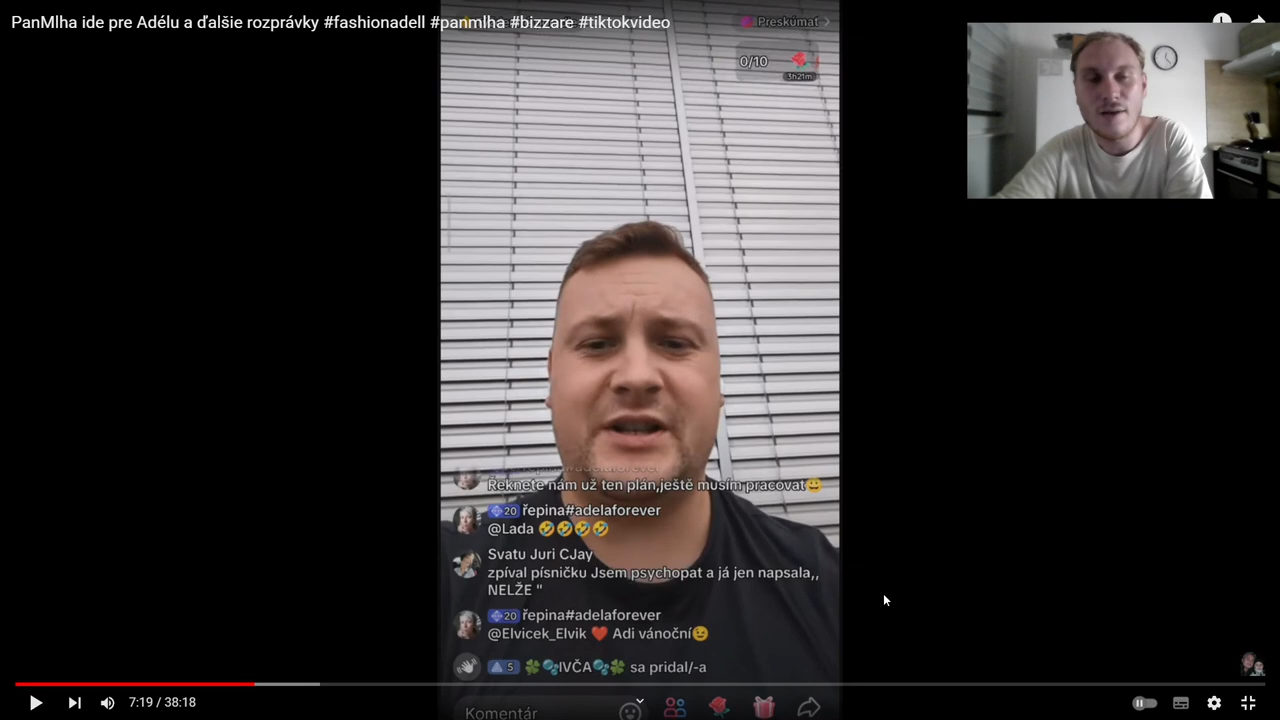 PanMlha ide pre Adélu a ďalšie rozprávky #fashionadell #panmlha #bizzare #tiktokvideo
Preskúmať
0/10
3h21m
Řeknete nám už ten plán,ještě musím pracovat😅
20 řepina#adelaforever
@Lada 🤣🤣🤣🤣
Svatu Juri CJay
zpíval písničku Jsem psychopat a já jen napsala,,
NELŽE "
20 řepina#adelaforever
@Elvicek_Elvik ❤️ Adi vánoční😉
5 🍀🫧IVČA🫧🍀 sa pridal/-a
Komentár
7:19 / 38:18